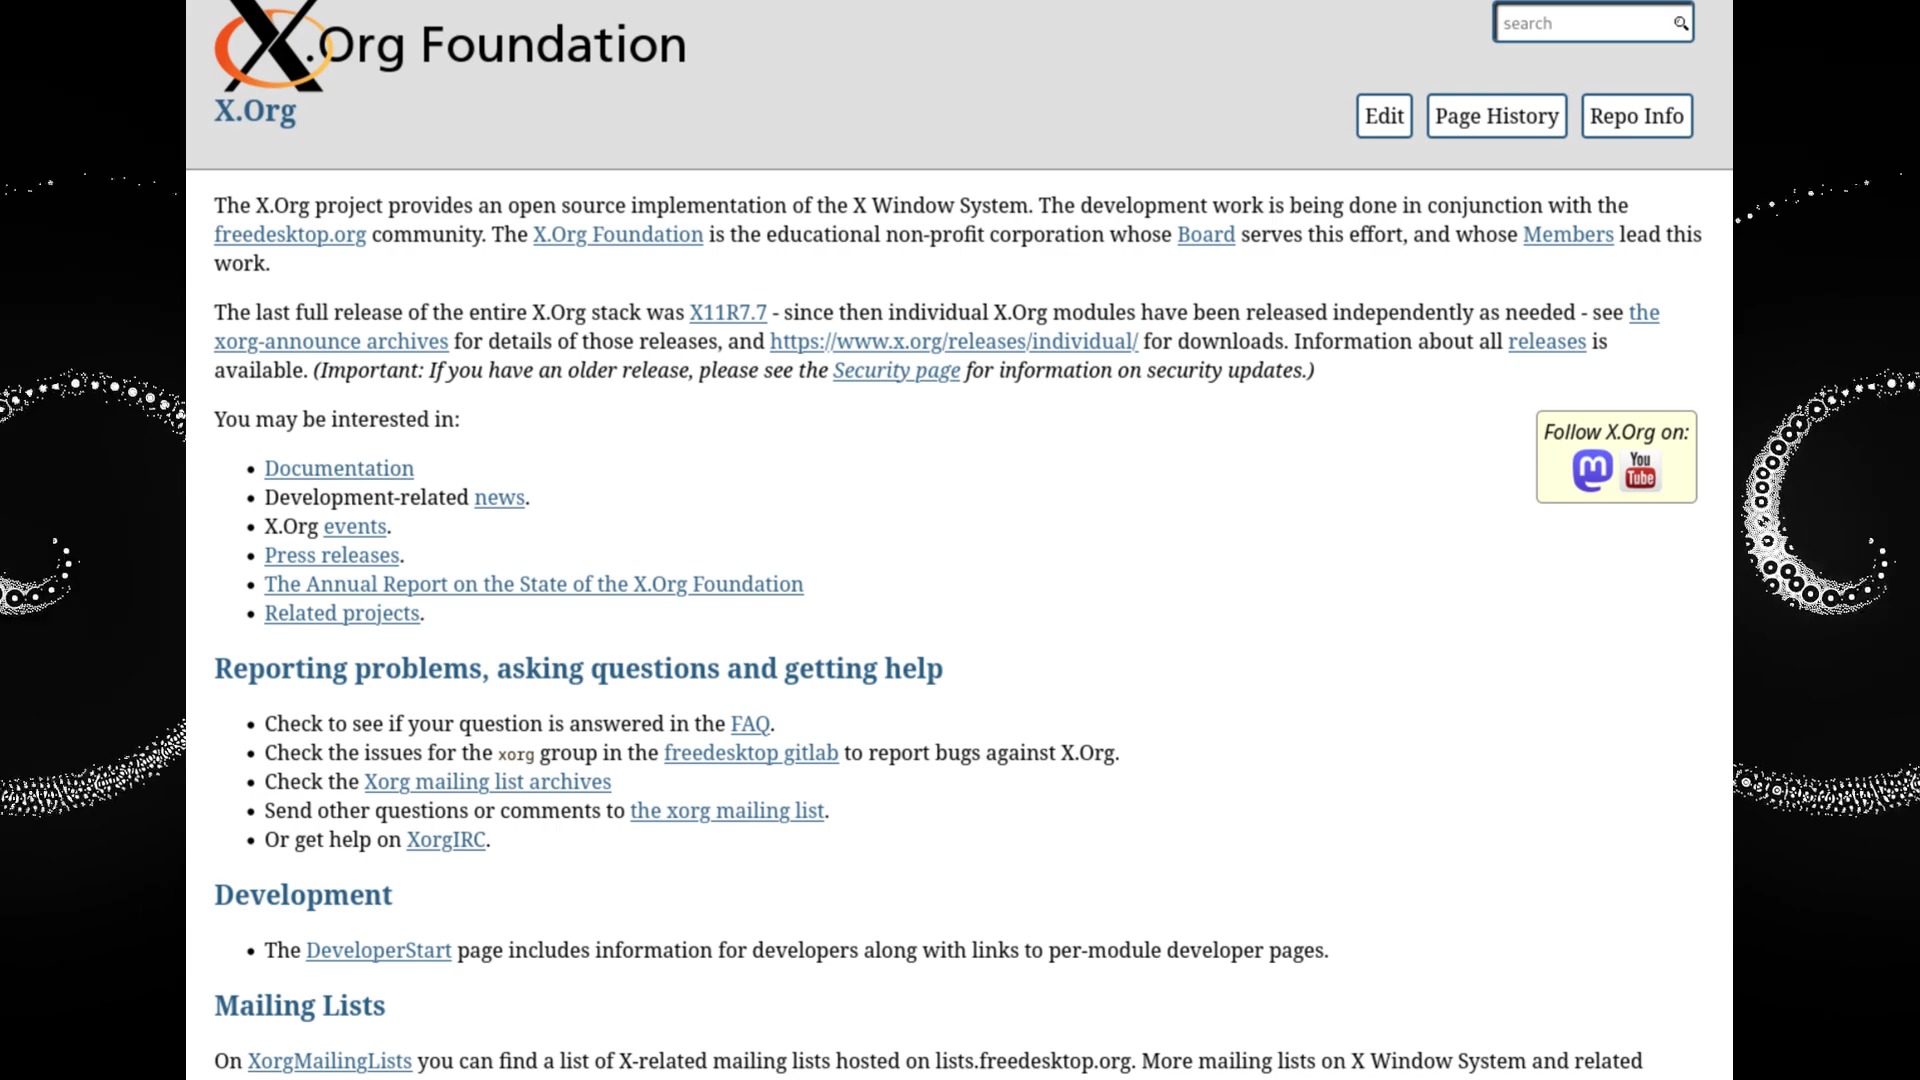 X.Org Foundation
search
X.Org
Edit Page History Repo Info
The X.Org project provides an open source implementation of the X Window System. The development work is being done in conjunction with the
freedesktop.org community. The X.Org Foundation is the educational non-profit corporation whose Board serves this effort, and whose Members lead this
work.
The last full release of the entire X.Org stack was X11R7.7 - since then individual X.Org modules have been released independently as needed - see the
xorg-announce archives for details of those releases, and https://www.x.org/releases/individual/ for downloads. Information about all releases is
available. (Important: If you have an older release, please see the Security page for information on security updates.)
You may be interested in:
Follow X.Org on:
You Tube
• Documentation
• Development-related news.
• X.Org events.
• Press releases.
• The Annual Report on the State of the X.Org Foundation
• Related projects.
Reporting problems, asking questions and getting help
• Check to see if your question is answered in the FAQ.
• Check the issues for the xorg group in the freedesktop gitlab to report bugs against X.Org.
• Check the Xorg mailing list archives
• Send other questions or comments to the xorg mailing list.
• Or get help on XorgIRC.
Development
• The DeveloperStart page includes information for developers along with links to per-module developer pages.
Mailing Lists
On XorgMailingLists you can find a list of X-related mailing lists hosted on lists.freedesktop.org. More mailing lists on X Window System and related